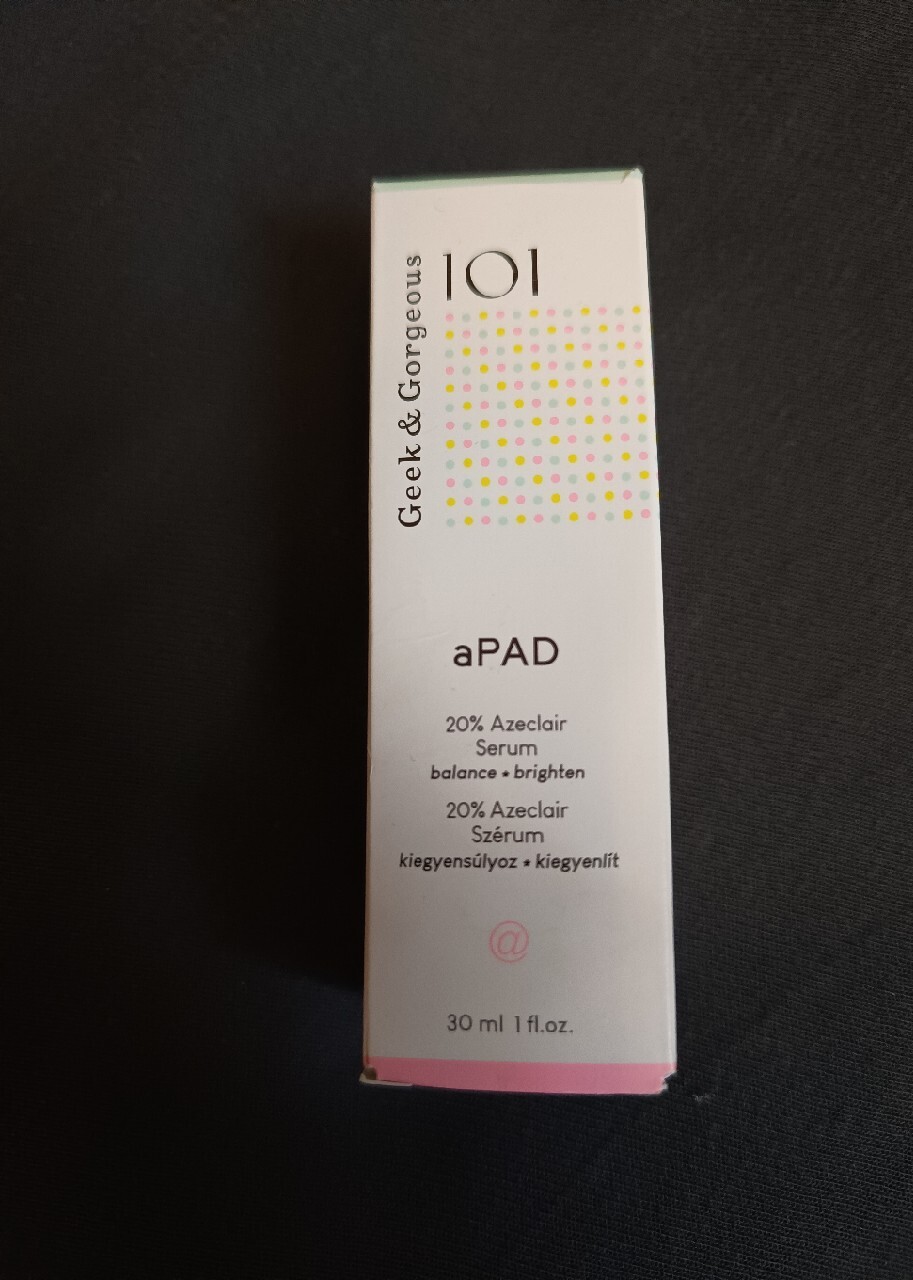 Geek & Gorgeous
101
aPAD
20% Azeclair
Serum
balance • brighten
20% Azeclair
Szérum
kiegyensúlyoz • kiegyenlít
@
30 ml 1 fl.oz.